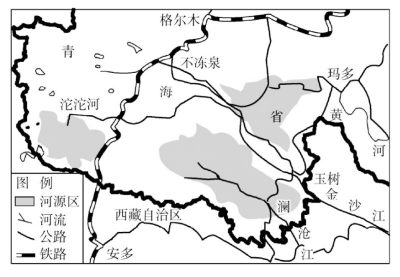 格尔木
青
不冻泉
玛多
沱沱河
海
省
黄
河
玉树
金
沙
江
图 例
河源区
河流
公路
铁路
西藏自治区
澜
沧
江
安多